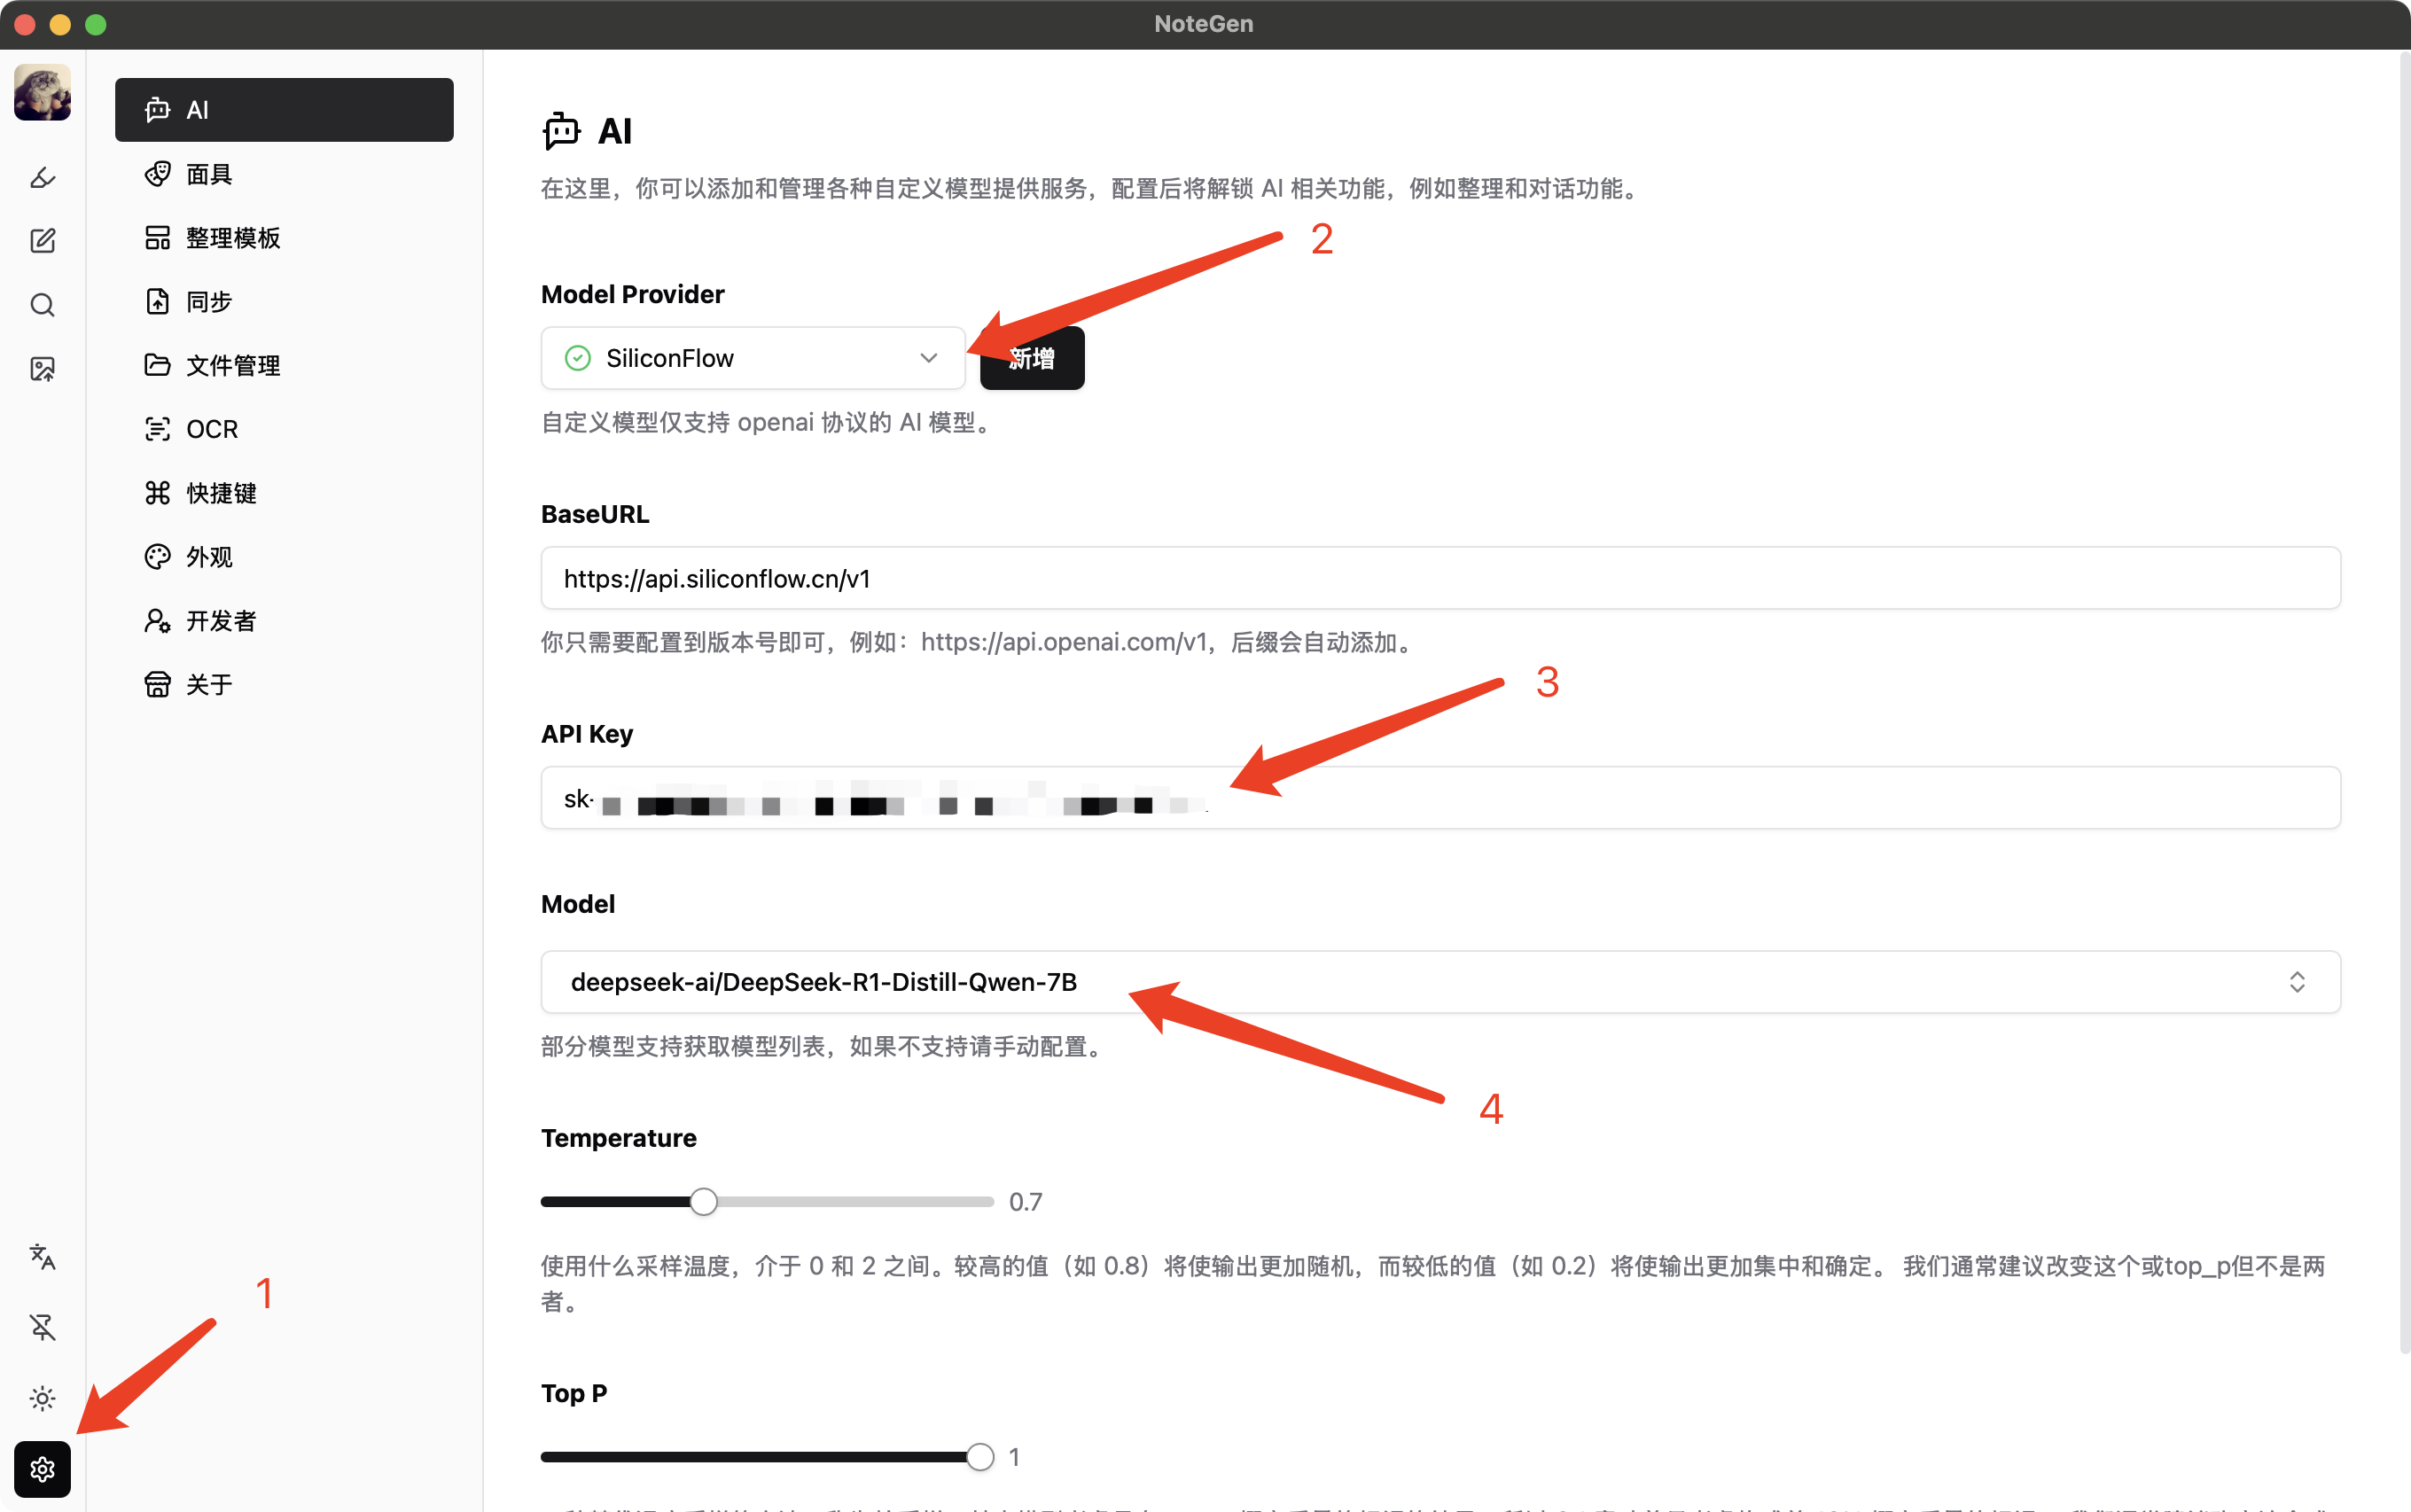 NoteGen
AI
面具
整理模板
同步
文件管理
OCR
快捷键
外观
开发者
关于
1
AI
在这里，你可以添加和管理各种自定义模型提供服务，配置后将解锁 AI 相关功能，例如整理和对话功能。
2
Model Provider
SiliconFlow
新增
自定义模型仅支持 openai 协议的 AI 模型。
BaseURL
https://api.siliconflow.cn/v1
你只需要配置到版本号即可，例如：https://api.openai.com/v1，后缀会自动添加。
3
API Key
sk-
Model
deepseek-ai/DeepSeek-R1-Distill-Qwen-7B
部分模型支持获取模型列表，如果不支持请手动配置。
4
Temperature
0.7
使用什么采样温度，介于 0 和 2 之间。较高的值（如 0.8）将使输出更加随机，而较低的值（如 0.2）将使输出更加集中和确定。 我们通常建议改变这个或top_p但不是两
者。
Top P
1